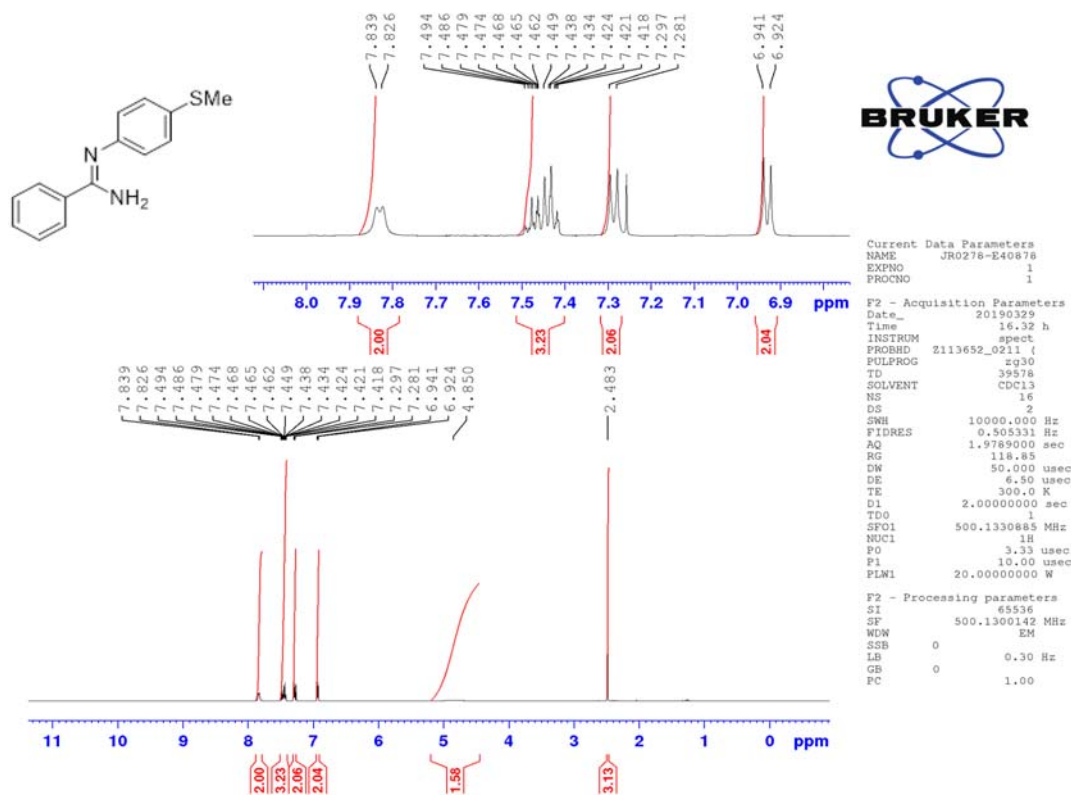 7.839
7.826
7.494
7.486
7.479
7.474
7.468
7.465
7.462
7.449
7.438
7.434
7.424
7.421
7.418
7.297
7.281
6.941
6.924
SMe
N
NH2
BRUKER
8.0 7.9 7.8 7.7 7.6 7.5 7.4 7.3 7.2 7.1 7.0 6.9 ppm
2.00
3.23
2.06
2.04
7.839
7.826
7.494
7.486
7.479
7.474
7.468
7.465
7.462
7.449
7.438
7.434
7.424
7.421
7.418
7.297
7.281
6.941
6.924
4.850
2.483
11 10 9 8 7 6 5 4 3 2 1 0 ppm
2.00
3.23
2.06
2.04
1.58
3.13
Current Data Parameters
NAME JR0278-E40878
EXPNO 1
PROCNO 1
F2 - Acquisition Parameters
Date_ 20190329
Time 16.32 h
INSTRUM spect
PROBHD Z113652_0211 (
PULPROG zg30
TD 39578
SOLVENT CDCl3
NS 16
DS 2
SWH 10000.000 Hz
FIDRES 0.505331 Hz
AQ 1.9789000 sec
RG 118.85
DW 50.000 usec
DE 6.50 usec
TE 300.0 K
D1 2.00000000 sec
TD0 1
SFO1 500.1330885 MHz
NUC1 1H
P0 3.33 usec
P1 10.00 usec
PLW1 20.00000000 W
F2 - Processing parameters
SI 65536
SF 500.1300142 MHz
WDW EM
SSB 0
LB 0.30 Hz
GB 0
PC 1.00